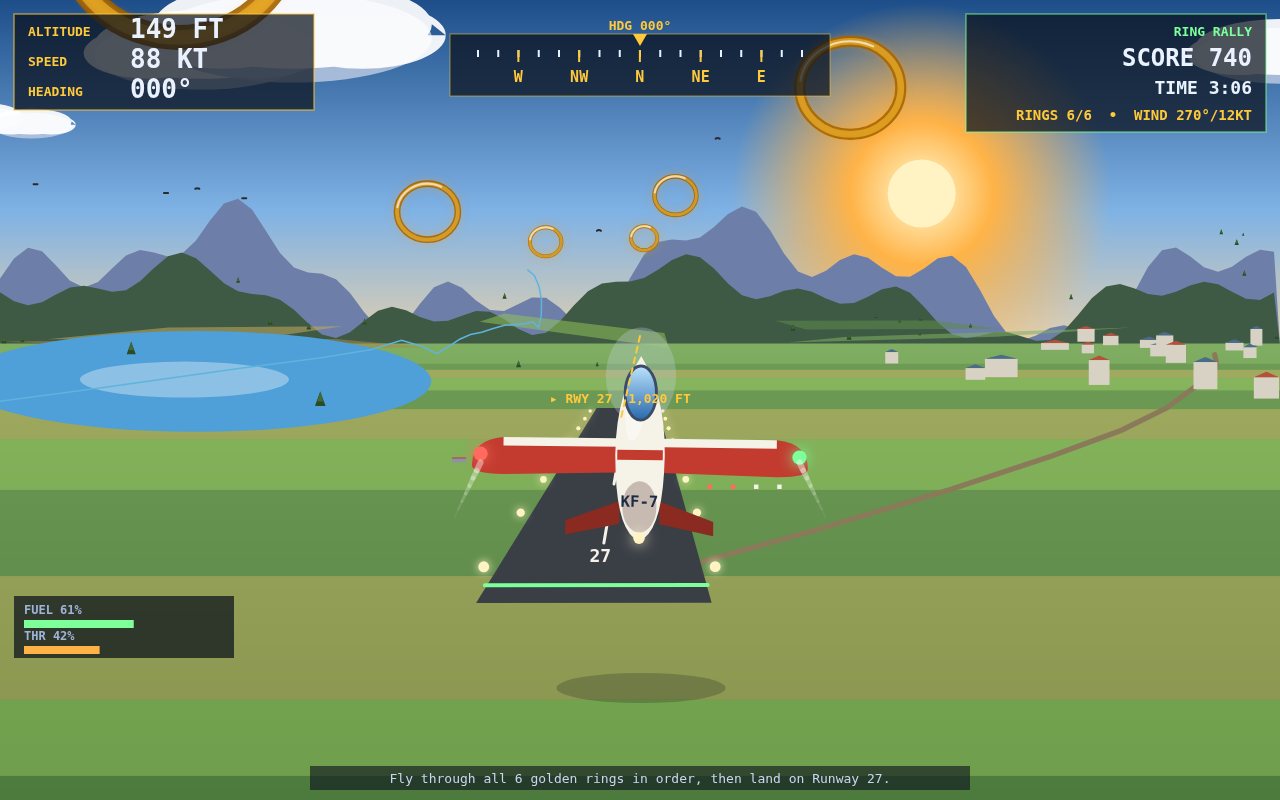 ALTITUDE 149 FT
SPEED 88 KT
HEADING 000°
HDG 000°
W NW N NE E
RING RALLY
SCORE 740
TIME 3:06
RINGS 6/6 • WIND 270°/12KT
▸ RWY 27 1,020 FT
KF-7
27
FUEL 61%
THR 42%
Fly through all 6 golden rings in order, then land on Runway 27.